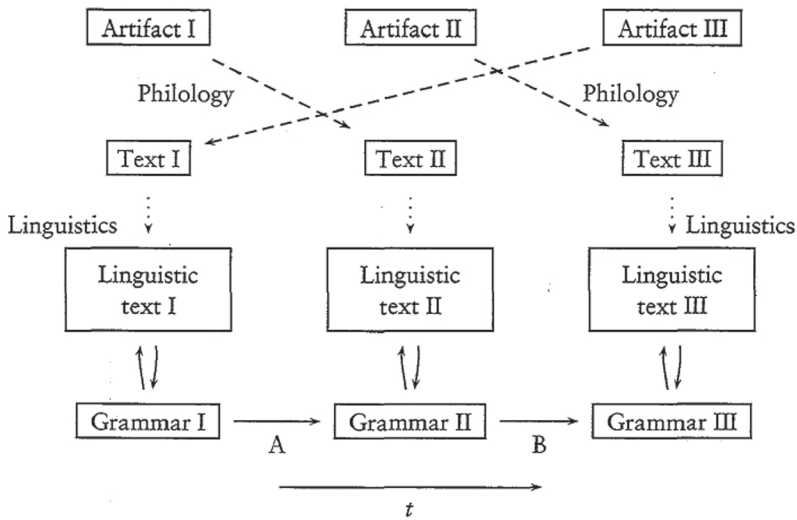 Artifact I
Artifact II
Artifact III
Philology
Philology
Text I
Text II
Text III
Linguistics
Linguistics
Linguistic
text I
Linguistic
text II
Linguistic
text III
Grammar I
Grammar II
Grammar III
A
B
t